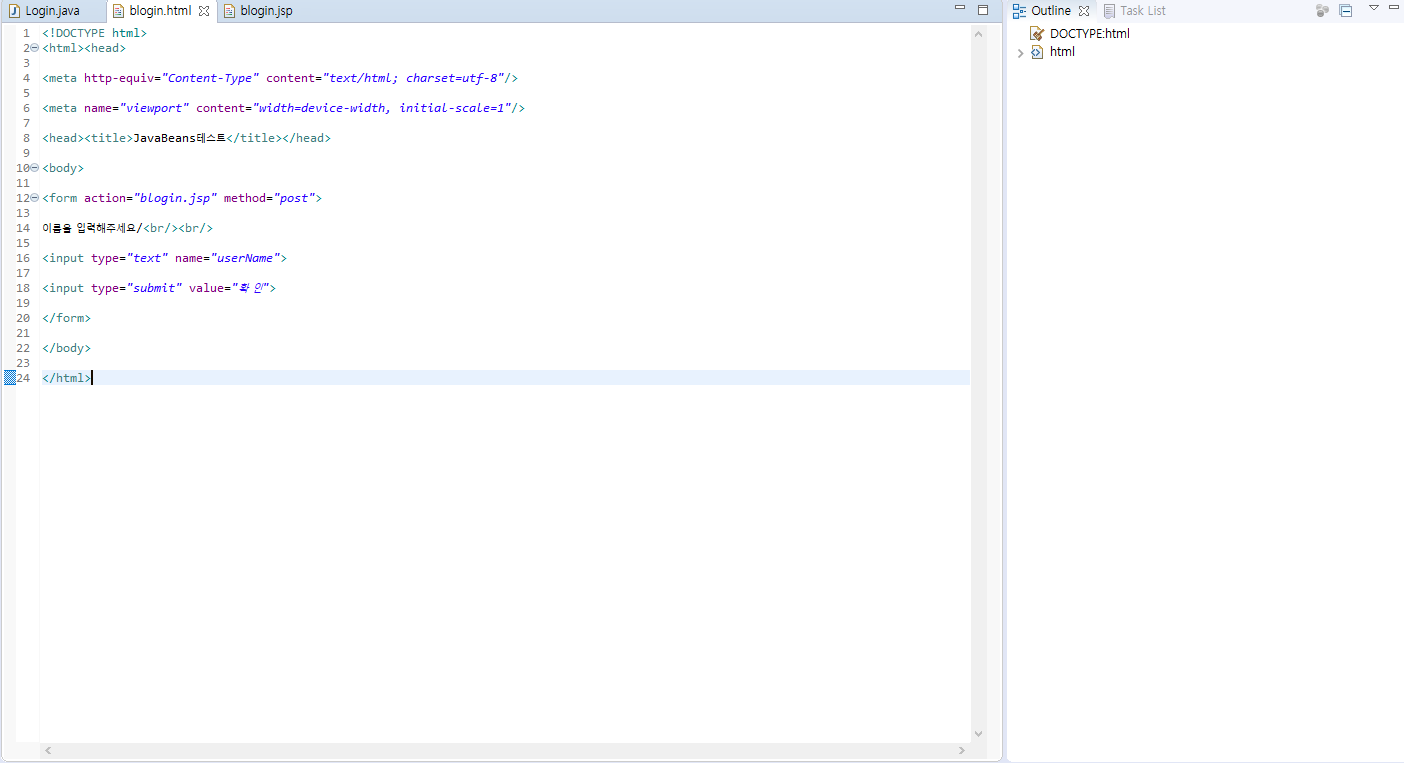 Login.java
blogin.html
blogin.jsp
1 <!DOCTYPE html>
2 <html><head>
3
4 <meta http-equiv="Content-Type" content="text/html; charset=utf-8"/>
5
6 <meta name="viewport" content="width=device-width, initial-scale=1"/>
7
8 <head><title>JavaBeans테스트</title></head>
9
10 <body>
11
12 <form action="blogin.jsp" method="post">
13
14 이름을 입력해주세요/<br/><br/>
15
16 <input type="text" name="userName">
17
18 <input type="submit" value="확 인">
19
20 </form>
21
22 </body>
23
24 </html>
Outline
Task List
DOCTYPE:html
html